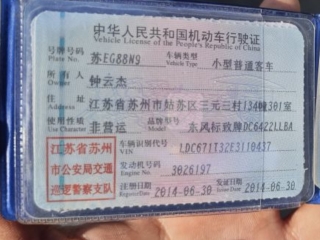 中华人民共和国机动车行驶证
Vehicle License of the People's Republic of China
号牌号码 苏EG88N9 车辆类型 小型普通客车
Plate No. Vehicle Type
所有人 钟云杰
Owner
住址 江苏省苏州市姑苏区三元三村134幢301室
Address
使用性质 非营运 品牌型号 东风标致牌DC6422LLBA
Use Character Model
江苏省苏州 车辆识别代号 LDC671T32E3110437
VIN
市公安局交通 发动机号码 3026197
Engine No.
巡逻警察支队 注册日期 2014-06-30 发证日期 2014-06-30
Register Date Issue Date